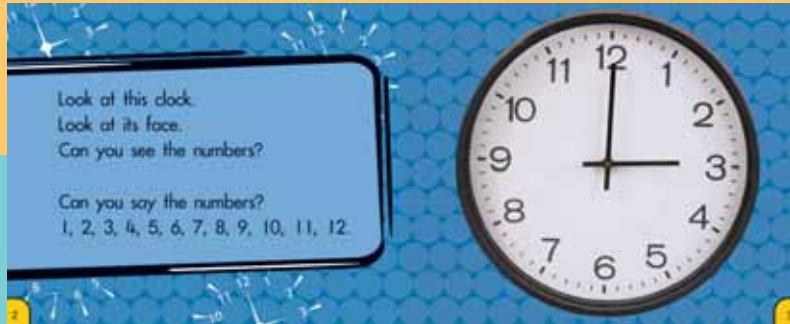 Look at this clock.
Look at its face.
Can you see the numbers?
Can you say the numbers?
1, 2, 3, 4, 5, 6, 7, 8, 9, 10, 11, 12.
12
11
1
10
2
9
3
8
4
7
5
6
2